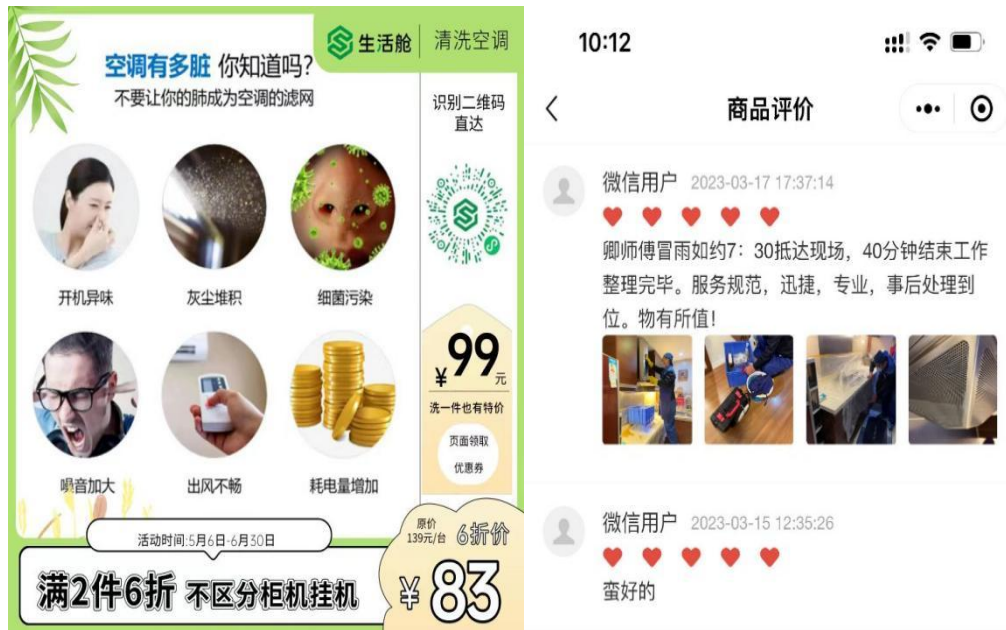 生活舱 清洗空调
空调有多脏 你知道吗?
不要让你的肺成为空调的滤网
开机异味
灰尘堆积
细菌污染
噪音加大
出风不畅
耗电量增加
识别二维码
直达
¥99元
洗一件也有特价
页面领取
优惠券
活动时间:5月6日-6月30日
满2件6折 不区分柜机挂机
原价
139元/台
6折价
¥83
10:12
商品评价
微信用户 2023-03-17 17:37:14
卿师傅冒雨如约7：30抵达现场，40分钟结束工作
整理完毕。服务规范，迅捷，专业，事后处理到
位。物有所值！
微信用户 2023-03-15 12:35:26
蛮好的